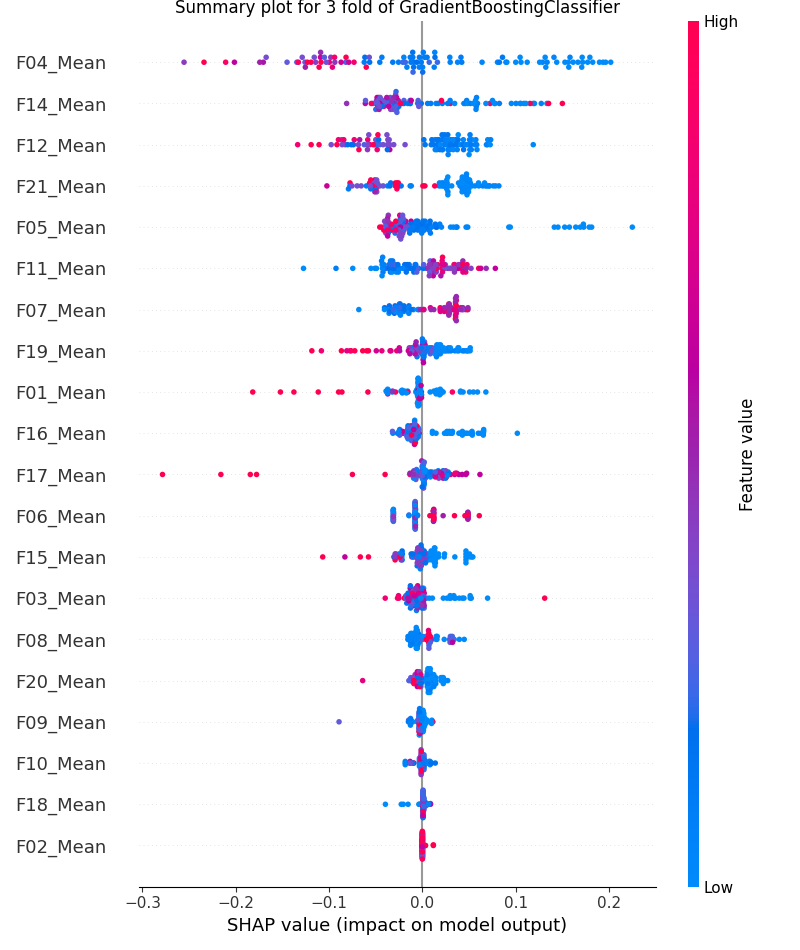 Summary plot for 3 fold of GradientBoostingClassifier
High
F04_Mean
F14_Mean
F12_Mean
F21_Mean
F05_Mean
F11_Mean
F07_Mean
F19_Mean
F01_Mean
F16_Mean
F17_Mean
F06_Mean
F15_Mean
F03_Mean
F08_Mean
F20_Mean
F09_Mean
F10_Mean
F18_Mean
F02_Mean
Feature value
Low
−0.3 −0.2 −0.1 0.0 0.1 0.2
SHAP value (impact on model output)